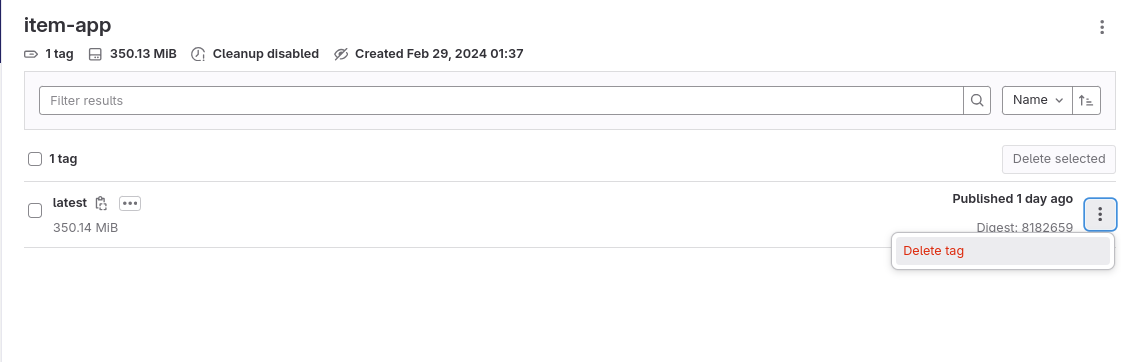 item-app
1 tag 350.13 MiB Cleanup disabled Created Feb 29, 2024 01:37
Filter results Name
1 tag Delete selected
latest Published 1 day ago
350.14 MiB Digest: 8182659
Delete tag